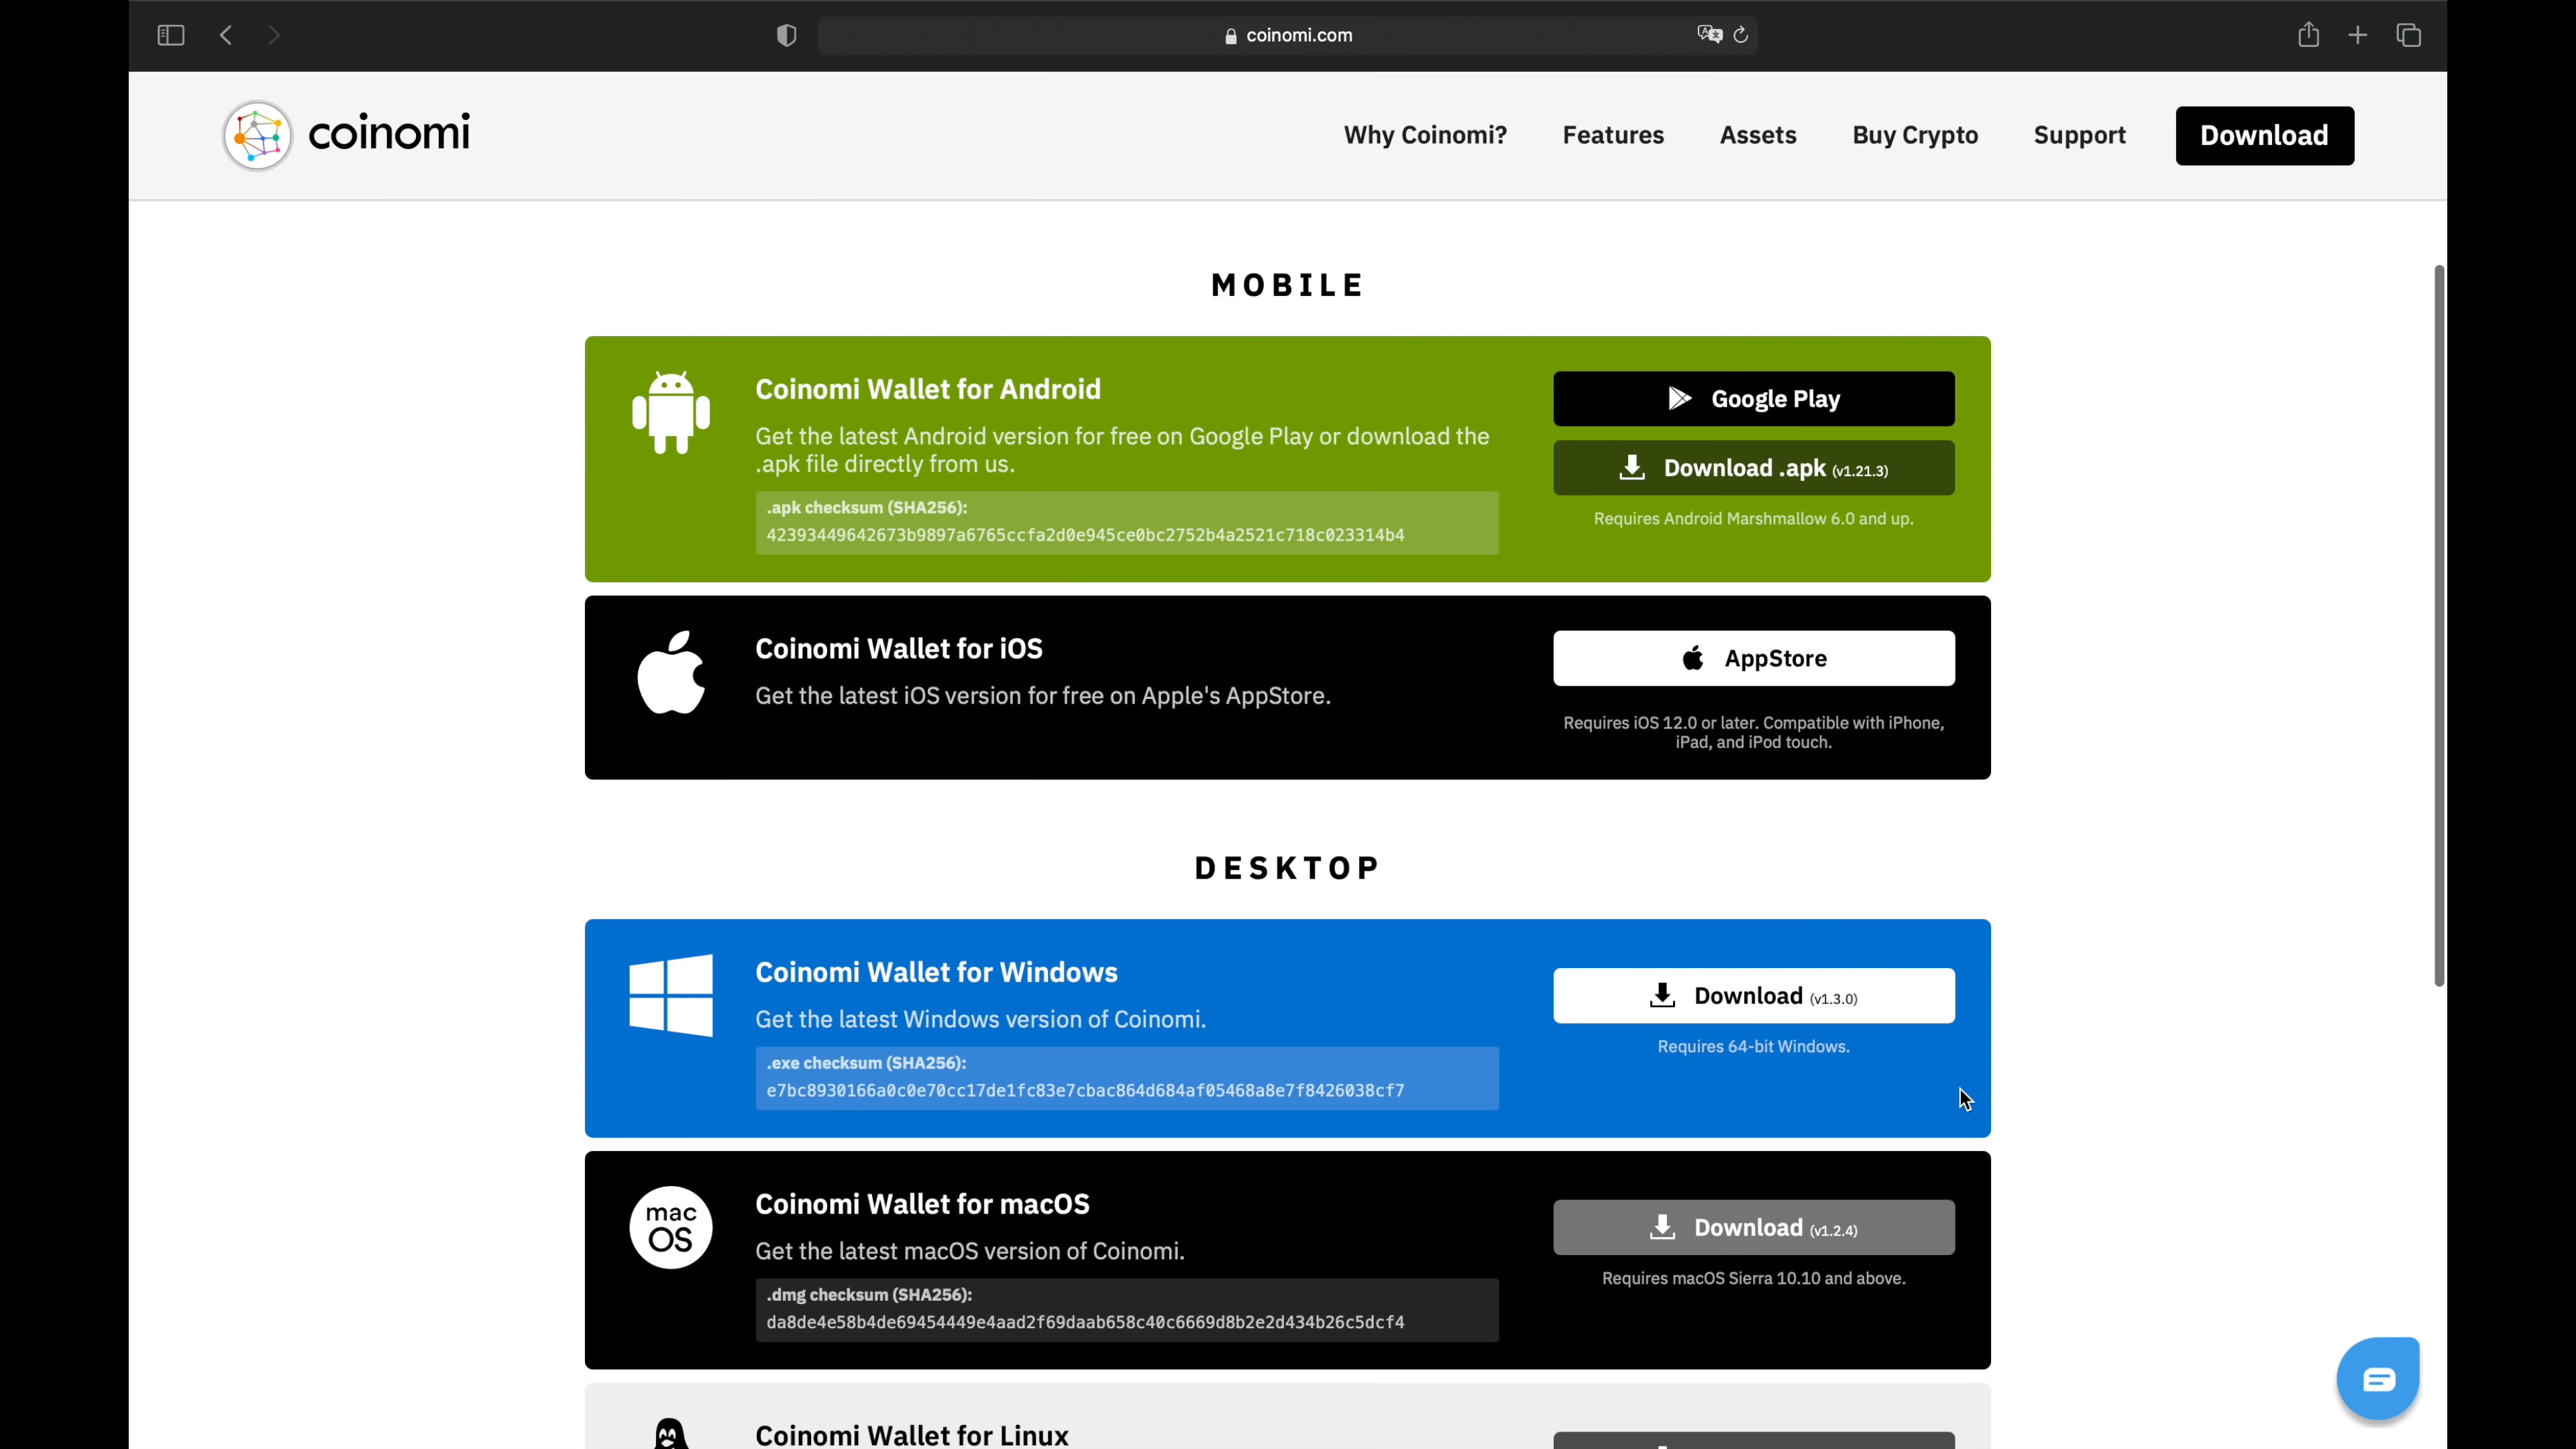 coinomi.com
coinomi
Why Coinomi? Features Assets Buy Crypto Support Download
MOBILE
Coinomi Wallet for Android
Get the latest Android version for free on Google Play or download the
.apk file directly from us.
.apk checksum (SHA256):
42393449642673b9897a6765ccfa2d0e945ce0bc2752b4a2521c718c023314b4
Google Play
Download .apk (v1.21.3)
Requires Android Marshmallow 6.0 and up.
Coinomi Wallet for iOS
Get the latest iOS version for free on Apple's AppStore.
AppStore
Requires iOS 12.0 or later. Compatible with iPhone,
iPad, and iPod touch.
DESKTOP
Coinomi Wallet for Windows
Get the latest Windows version of Coinomi.
.exe checksum (SHA256):
e7bc8930166a0c0e70cc17de1fc83e7cbac864d684af05468a8e7f8426038cf7
Download (v1.3.0)
Requires 64-bit Windows.
mac
OS
Coinomi Wallet for macOS
Get the latest macOS version of Coinomi.
.dmg checksum (SHA256):
da8de4e58b4de69454449e4aad2f69daab658c40c6669d8b2e2d434b26c5dcf4
Download (v1.2.4)
Requires macOS Sierra 10.10 and above.
Coinomi Wallet for Linux